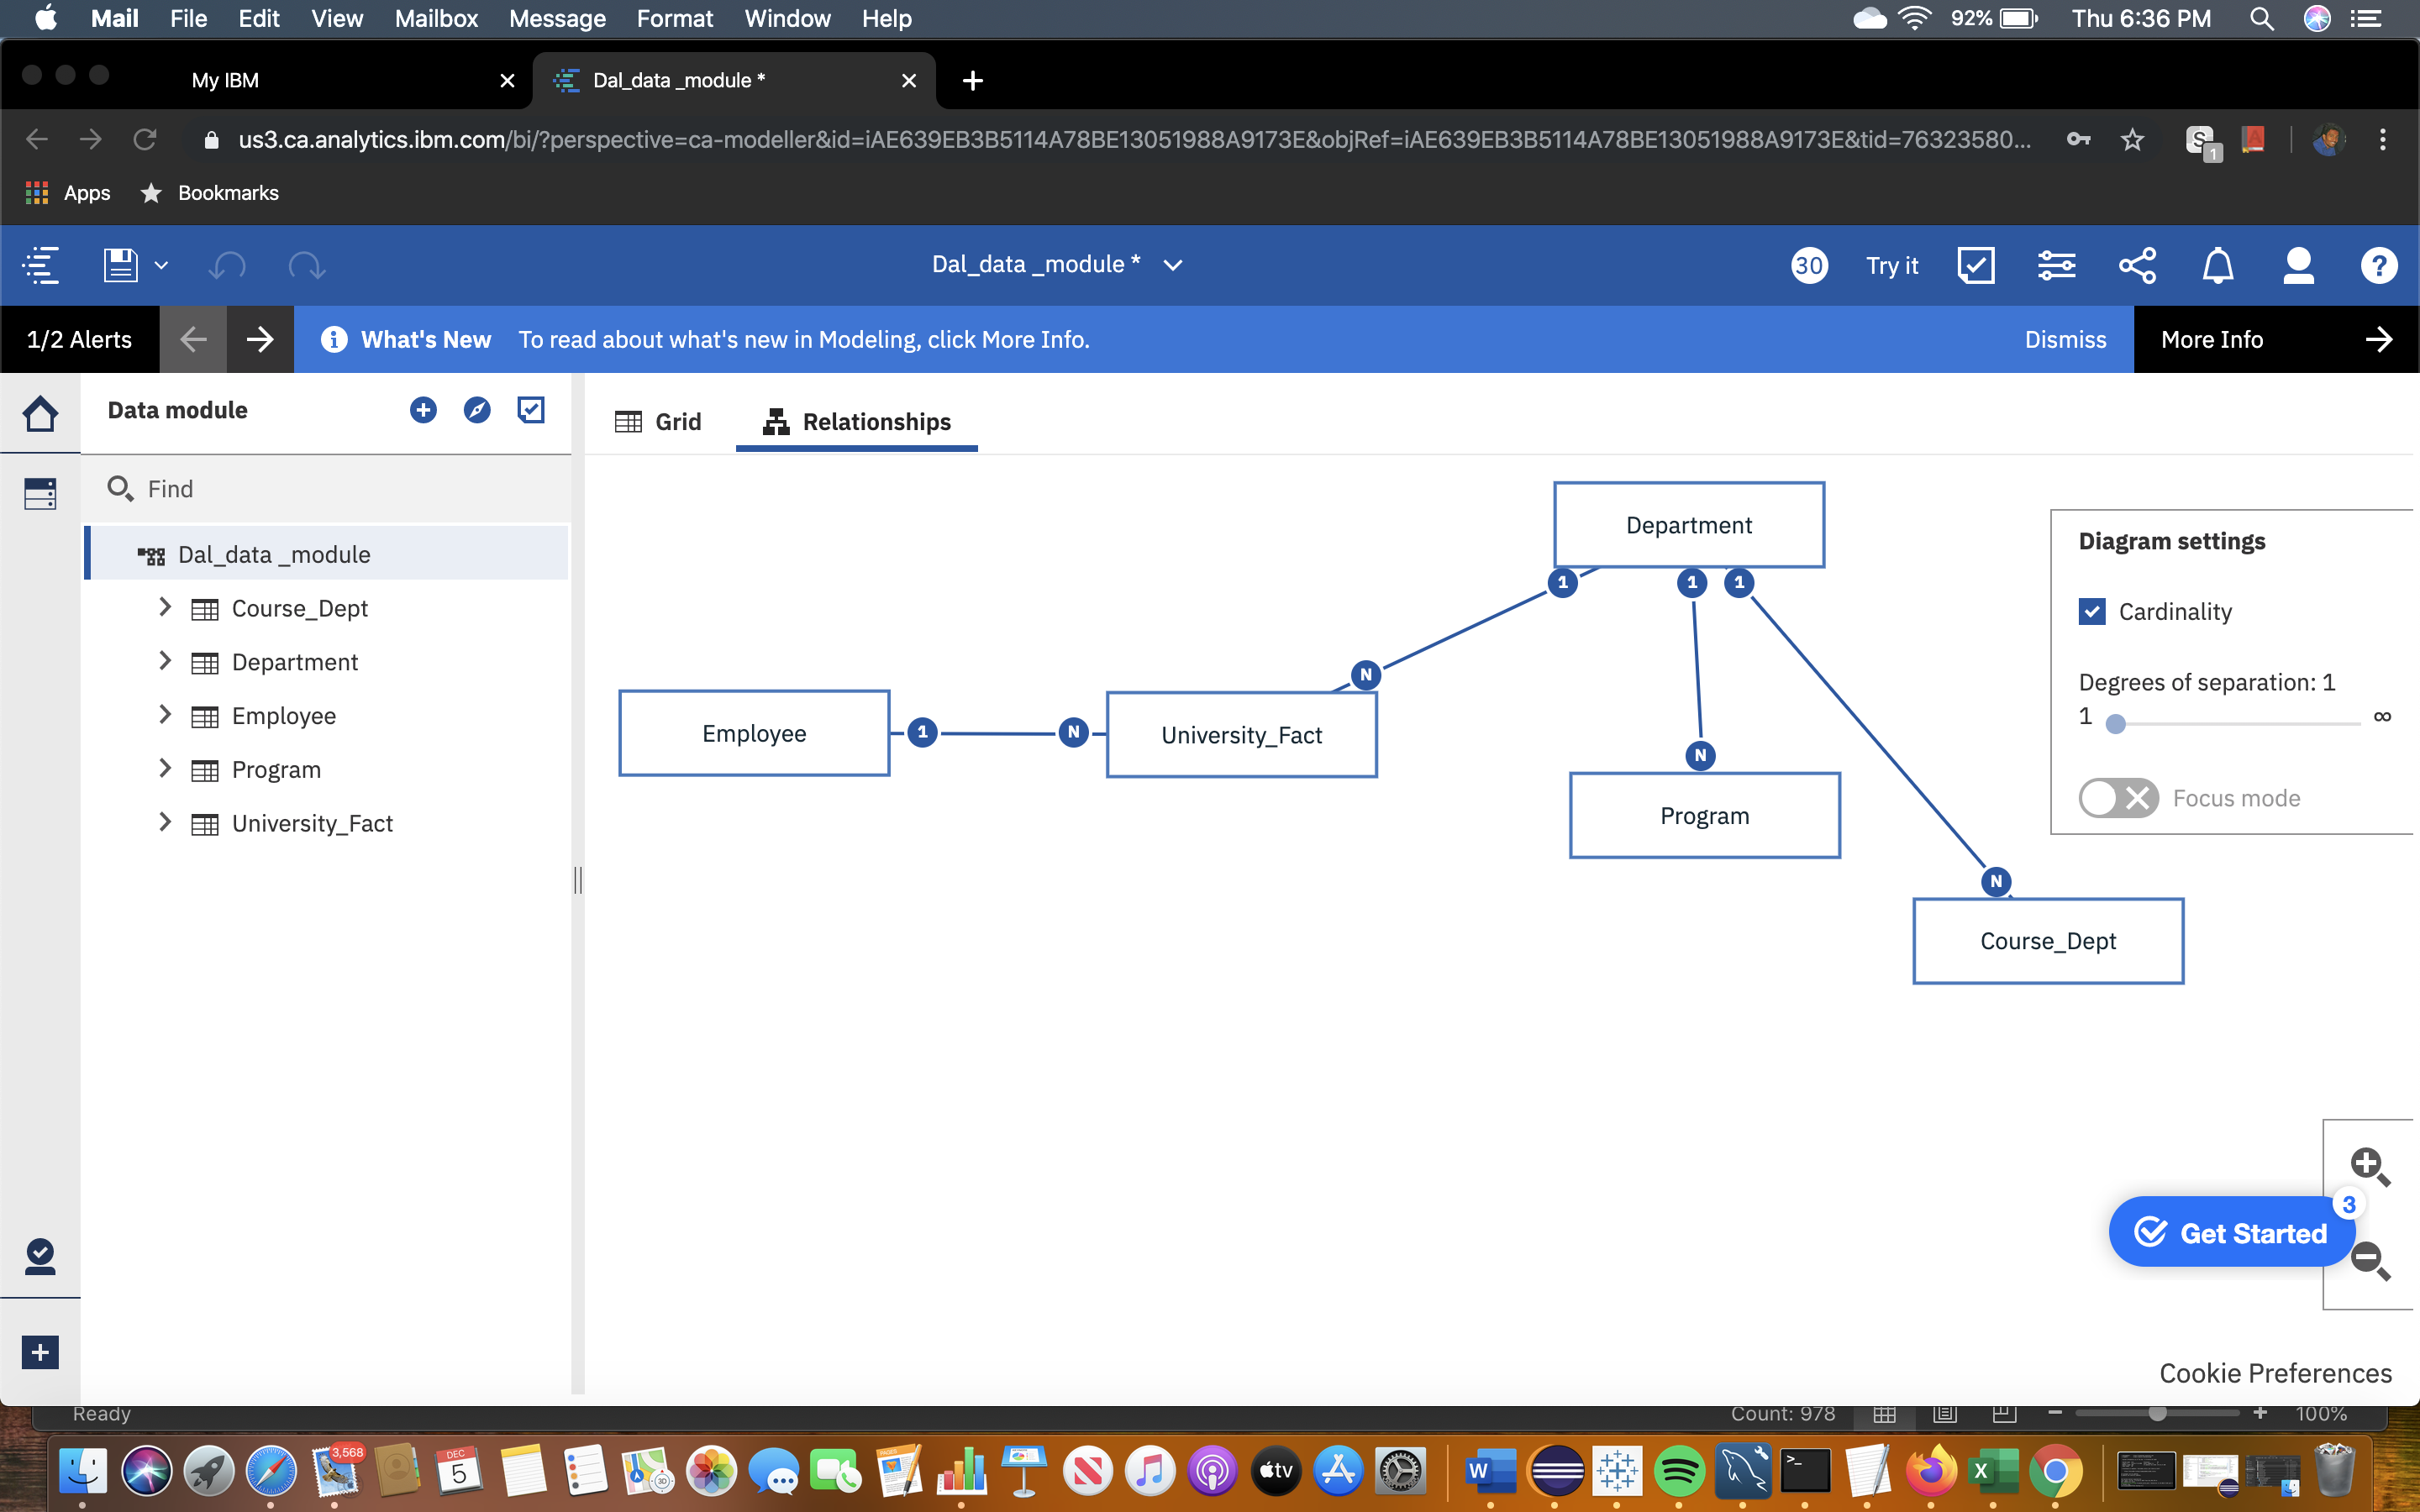 Mail File Edit View Mailbox Message Format Window Help 92% Thu 6:36 PM
My IBM Dal_data _module *
us3.ca.analytics.ibm.com/bi/?perspective=ca-modeller&id=iAE639EB3B5114A78BE13051988A9173E&objRef=iAE639EB3B5114A78BE13051988A9173E&tid=76323580... S 1
Apps Bookmarks
Dal_data _module * 30 Try it ?
1/2 Alerts What's New To read about what's new in Modeling, click More Info. Dismiss More Info
Data module
Grid Relationships
Find
Dal_data _module
Course_Dept
Department
Employee
Program
University_Fact
Department
1 1 1
N
Employee 1 N University_Fact
N
Program
N
Course_Dept
Diagram settings
Cardinality
Degrees of separation: 1
1 ∞
Focus mode
3
Get Started
Cookie Preferences
Ready Count: 978 100%
3,568
DEC
5
PAGES
3D
tv
W
>_
X